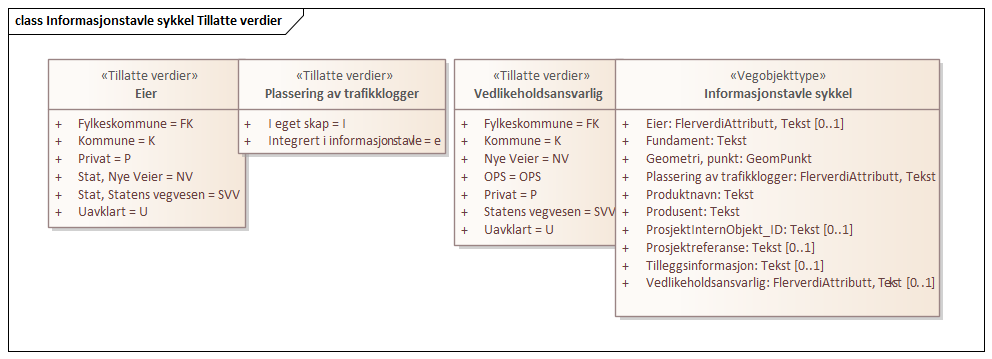 class Informasjonstavle sykkel Tillatte verdier
«Tillatte verdier»
Eier
+ Fylkeskommune = FK
+ Kommune = K
+ Privat = P
+ Stat, Nye Veier = NV
+ Stat, Statens vegvesen = SVV
+ Uavklart = U
«Tillatte verdier»
Plassering av trafikklogger
+ I eget skap = I
+ Integrert i informasjonstavle = e
«Tillatte verdier»
Vedlikeholdsansvarlig
+ Fylkeskommune = FK
+ Kommune = K
+ Nye Veier = NV
+ OPS = OPS
+ Privat = P
+ Statens vegvesen = SVV
+ Uavklart = U
«Vegobjekttype»
Informasjonstavle sykkel
+ Eier: FlerverdiAttributt, Tekst [0..1]
+ Fundament: Tekst
+ Geometri, punkt: GeomPunkt
+ Plassering av trafikklogger: FlerverdiAttributt, Tekst
+ Produktnavn: Tekst
+ Produsent: Tekst
+ ProsjektInternObjekt_ID: Tekst [0..1]
+ Prosjektreferanse: Tekst [0..1]
+ Tilleggsinformasjon: Tekst [0..1]
+ Vedlikeholdsansvarlig: FlerverdiAttributt, Tekst [0..1]